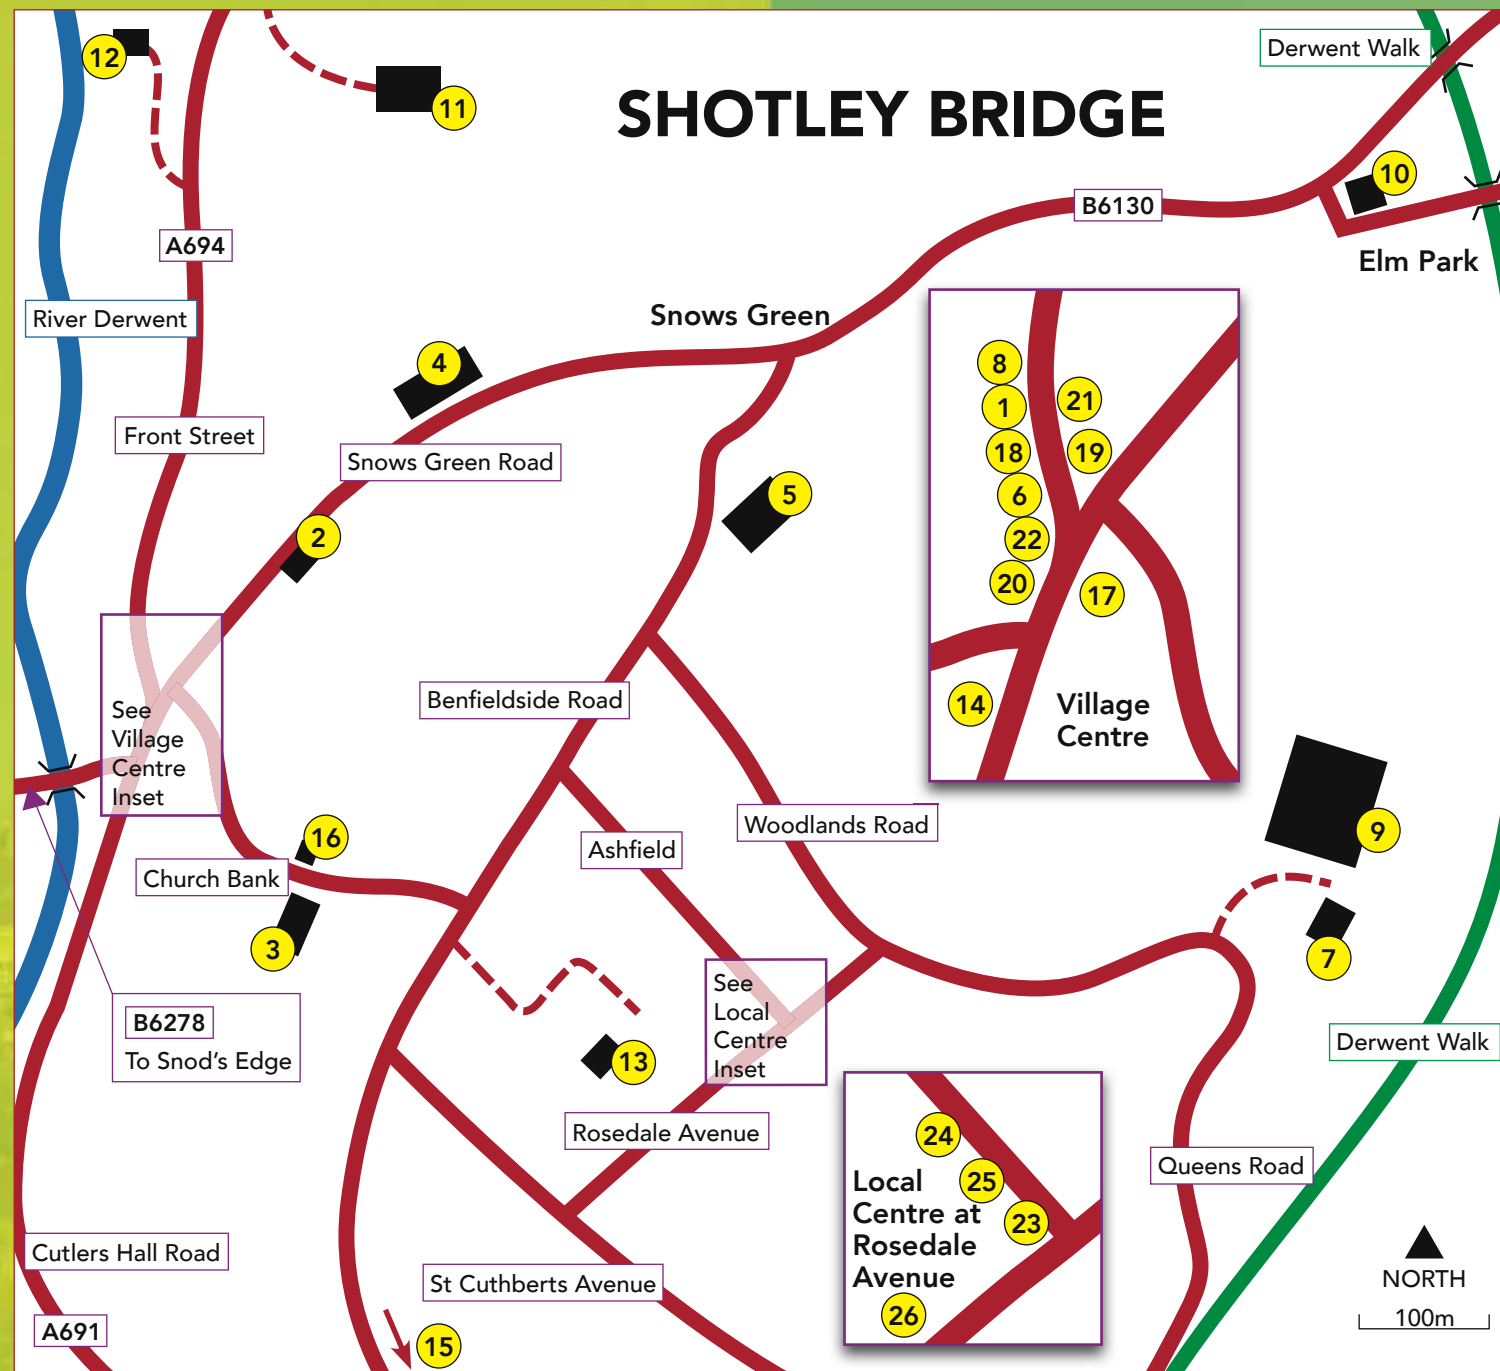 SHOTLEY BRIDGE
Derwent Walk
12
11
10
A694
B6130
Elm Park
River Derwent
Snows Green
4
Front Street
Snows Green Road
5
2
8
1
21
18
19
6
22
20
17
14
Village
Centre
See
Village
Centre
Inset
Benfieldside Road
Woodlands Road
Ashfield
16
Church Bank
3
9
7
B6278
To Snod's Edge
See
Local
Centre
Inset
13
Derwent Walk
Rosedale Avenue
24
25
23
Local
Centre at
Rosedale
Avenue
26
Queens Road
Cutlers Hall Road
St Cuthberts Avenue
A691
15
NORTH
100m